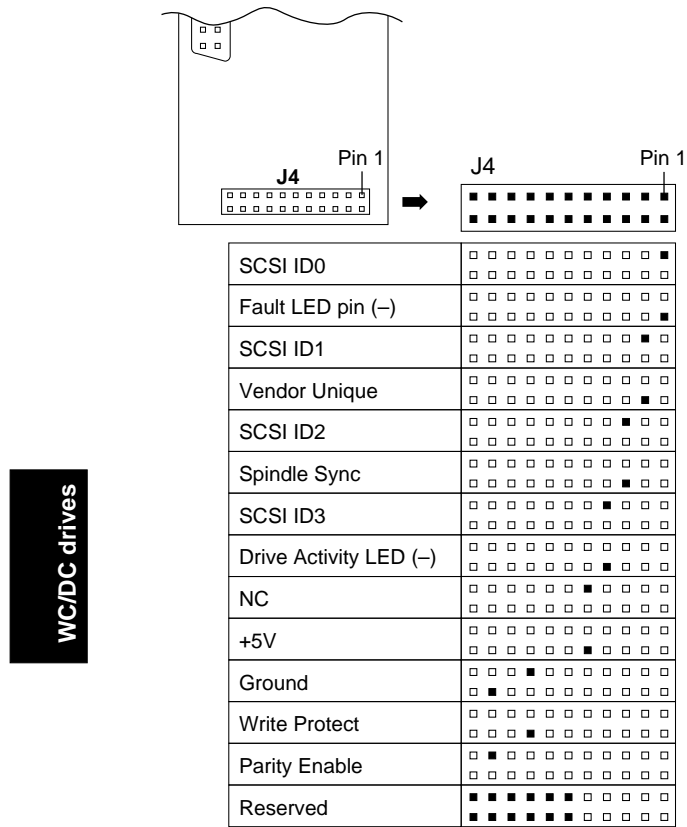 Pin 1
J4
J4
Pin 1
SCSI ID0
Fault LED pin (–)
SCSI ID1
Vendor Unique
SCSI ID2
Spindle Sync
SCSI ID3
Drive Activity LED (–)
NC
+5V
Ground
Write Protect
Parity Enable
Reserved
WC/DC drives